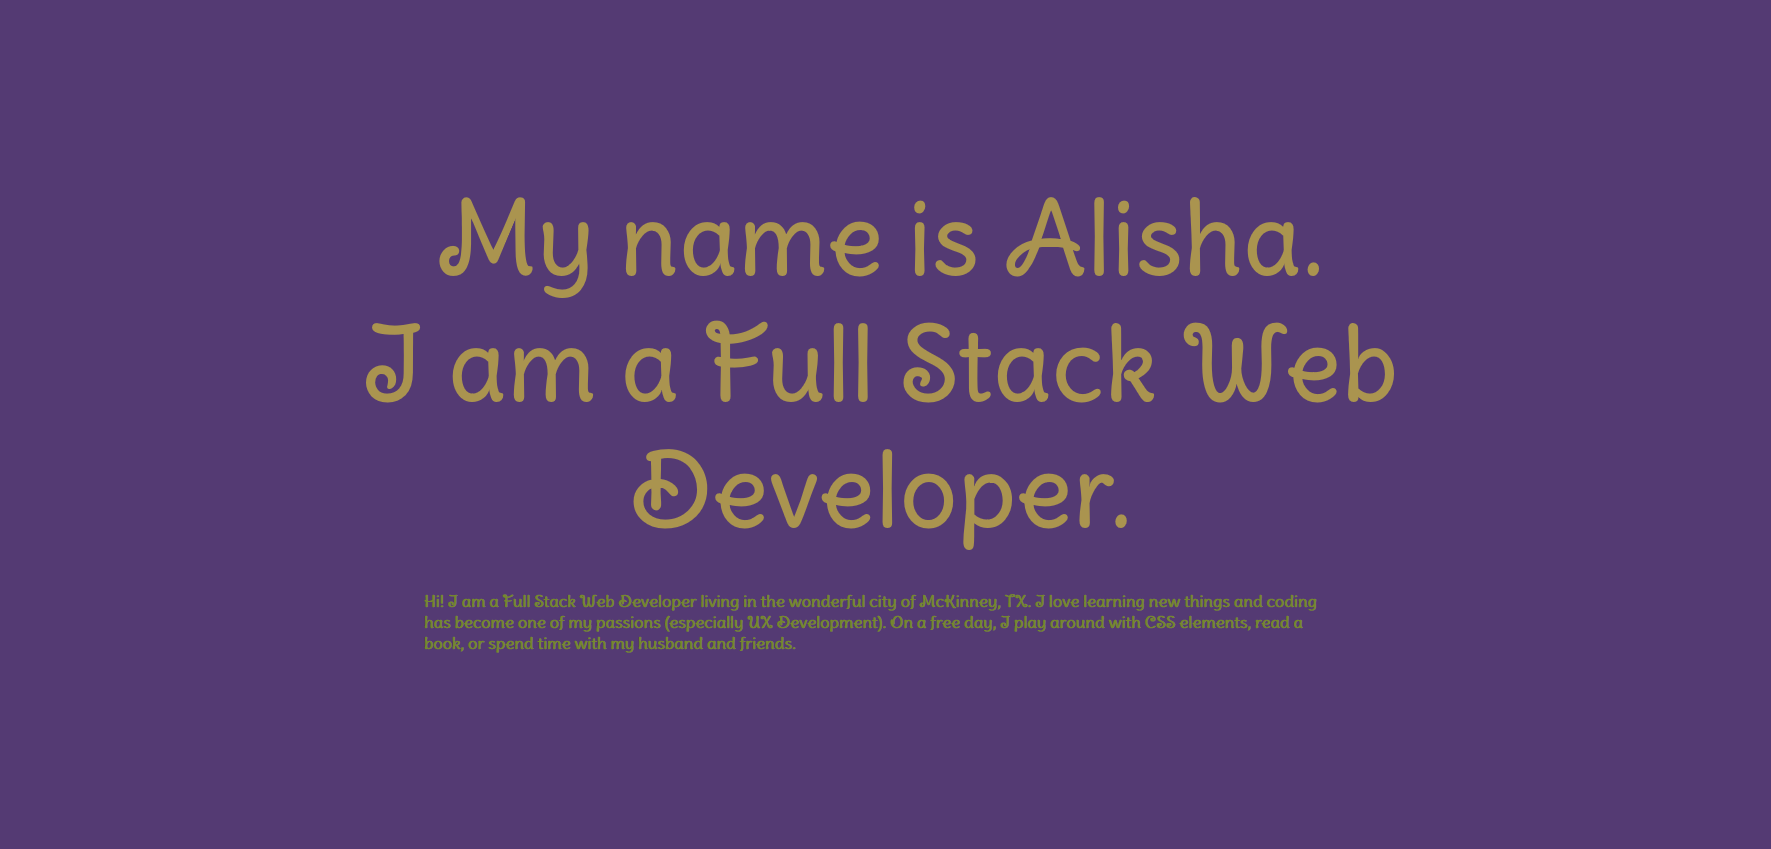 My name is Alisha.
I am a Full Stack Web
Developer.
Hi! I am a Full Stack Web Developer living in the wonderful city of McKinney, TX. I love learning new things and coding
has become one of my passions (especially UX Development). On a free day, I play around with CSS elements, read a
book, or spend time with my husband and friends.